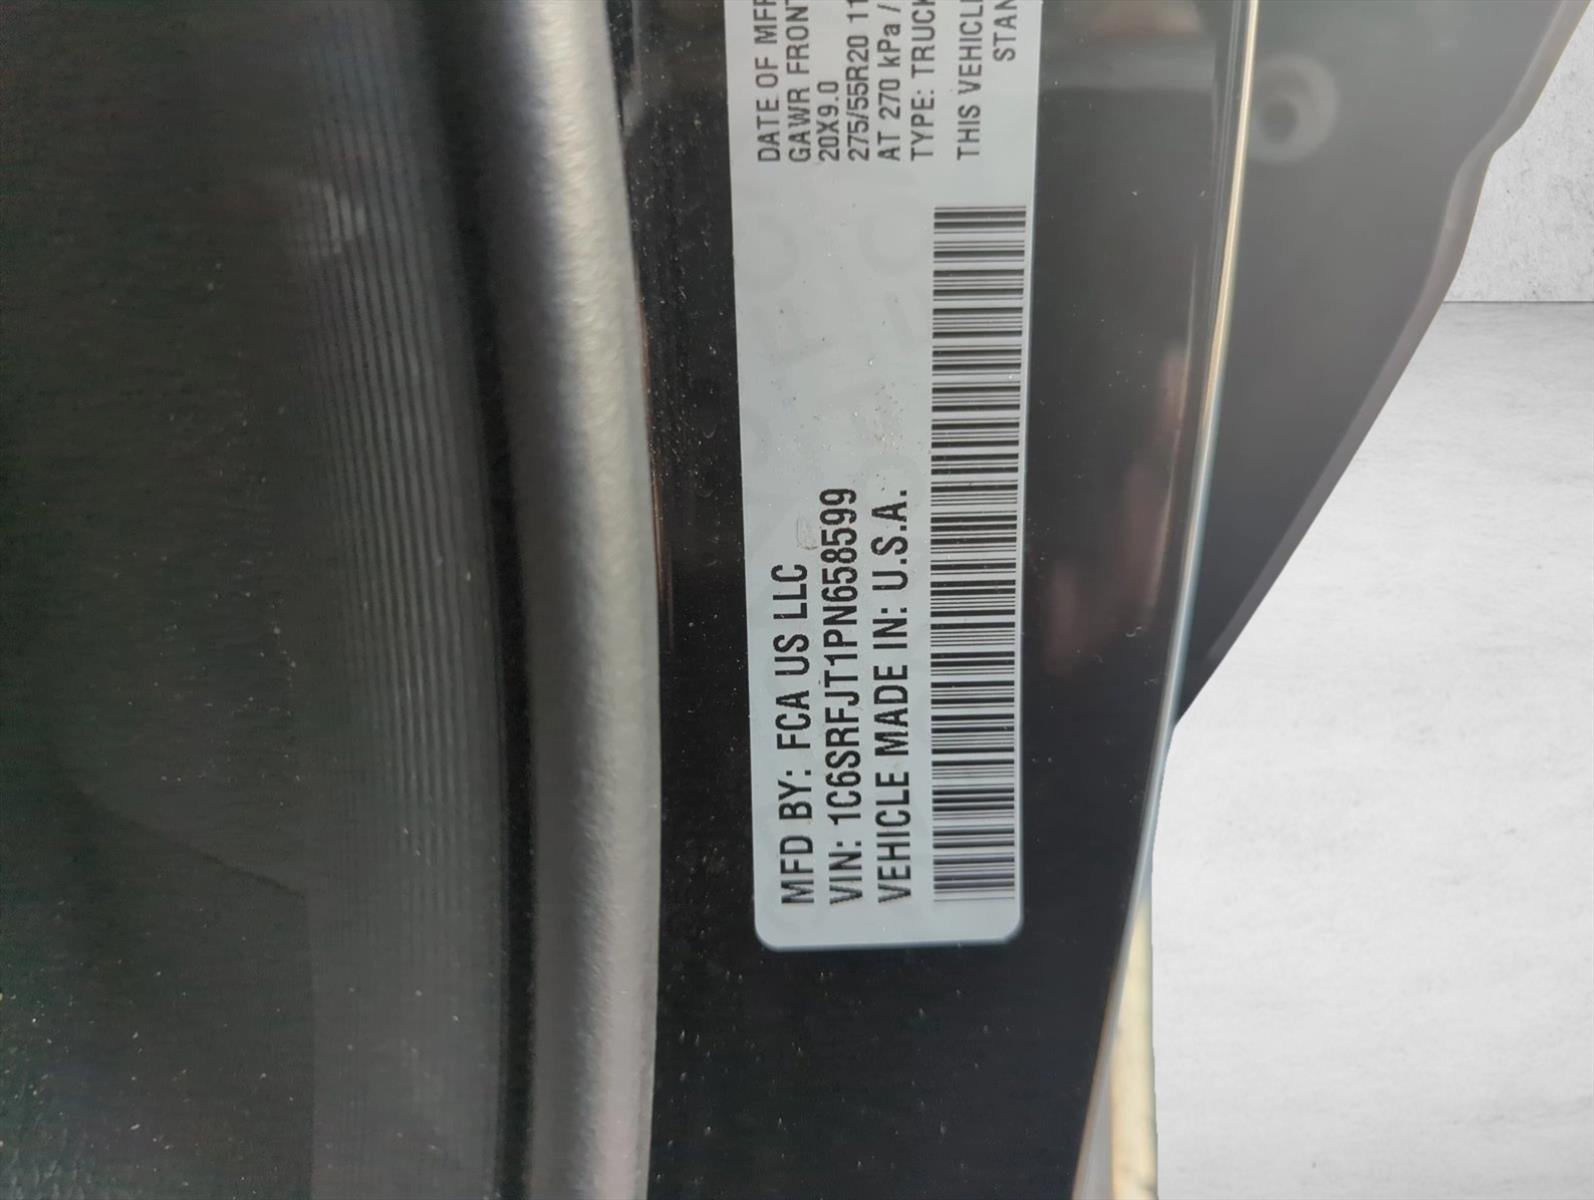 MFD BY: FCA US LLC
VIN: 1C6SRFJT1PN658599
VEHICLE MADE IN: U.S.A.
DATE OF MFR
GAWR FRONT
20X9.0
275/55R20 11
AT 270 kPa /
TYPE: TRUCK
THIS VEHICLE
STAN